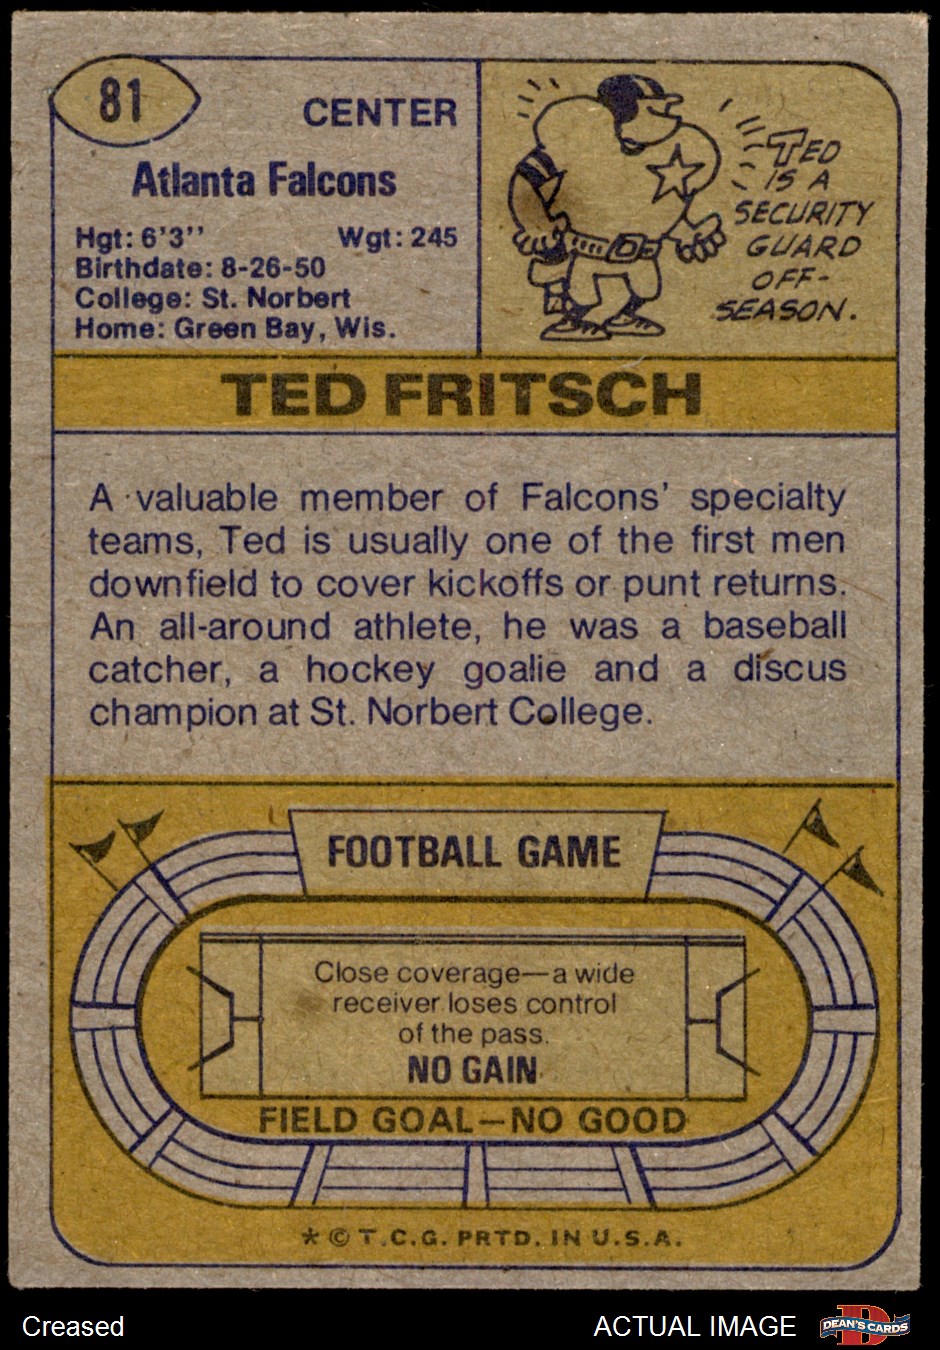 81
CENTER
Atlanta Falcons
Hgt: 6'3'' Wgt: 245
Birthdate: 8-26-50
College: St. Norbert
Home: Green Bay, Wis.
TED
IS A
SECURITY
GUARD
OFF-
SEASON.
TED FRITSCH
A valuable member of Falcons' specialty
teams, Ted is usually one of the first men
downfield to cover kickoffs or punt returns.
An all-around athlete, he was a baseball
catcher, a hockey goalie and a discus
champion at St. Norbert College.
FOOTBALL GAME
Close coverage—a wide
receiver loses control
of the pass.
NO GAIN
FIELD GOAL—NO GOOD
* © T.C.G. PRTD. IN U.S.A.
Creased
ACTUAL IMAGE
D
DEAN'S CARDS